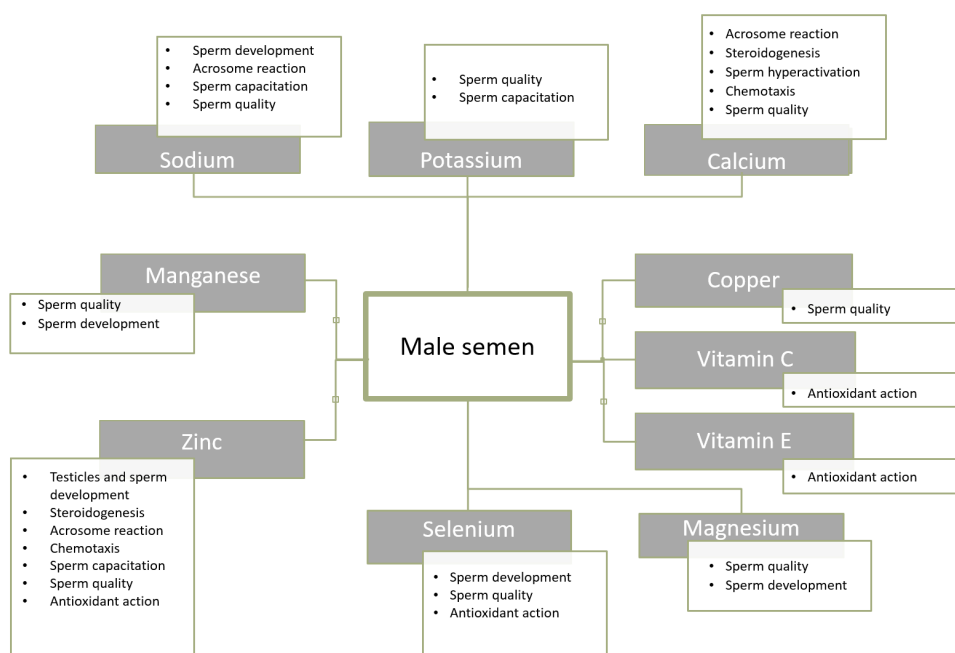 • Sperm development
• Acrosome reaction
• Sperm capacitation
• Sperm quality
Sodium
• Sperm quality
• Sperm capacitation
Potassium
• Acrosome reaction
• Steroidogenesis
• Sperm hyperactivation
• Chemotaxis
• Sperm quality
Calcium
Manganese
• Sperm quality
• Sperm development
Copper
• Sperm quality
Male semen
Vitamin C
• Antioxidant action
Zinc
• Testicles and sperm
development
• Steroidogenesis
• Acrosome reaction
• Chemotaxis
• Sperm capacitation
• Sperm quality
• Antioxidant action
Vitamin E
• Antioxidant action
Selenium
• Sperm development
• Sperm quality
• Antioxidant action
Magnesium
• Sperm quality
• Sperm development